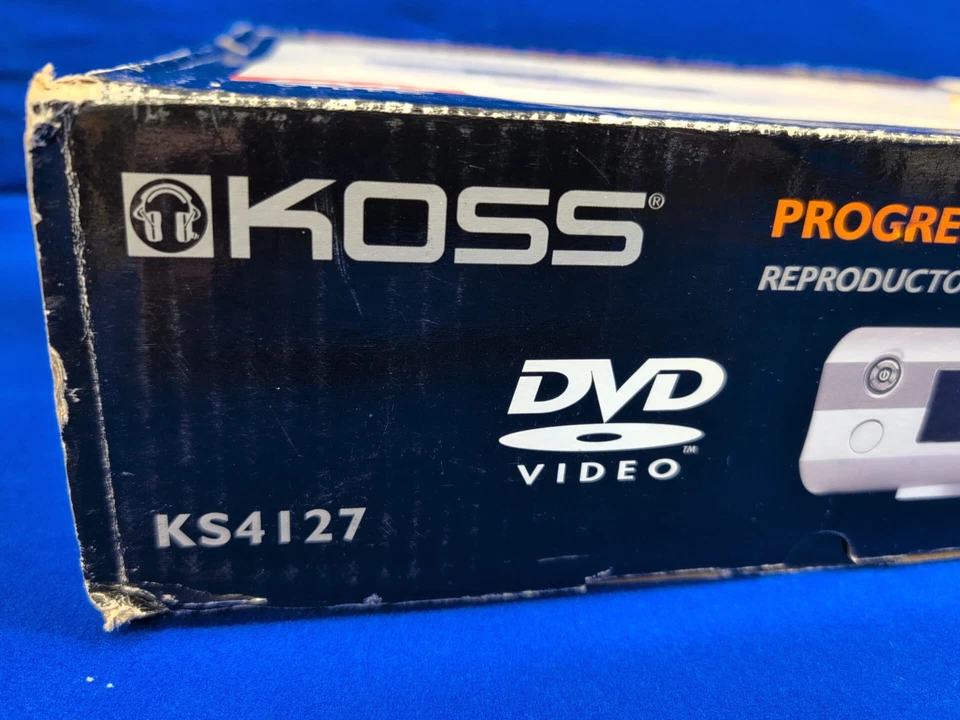 KOSS®
PROGRE
REPRODUCTO
DVD
VIDEO™
KS4127